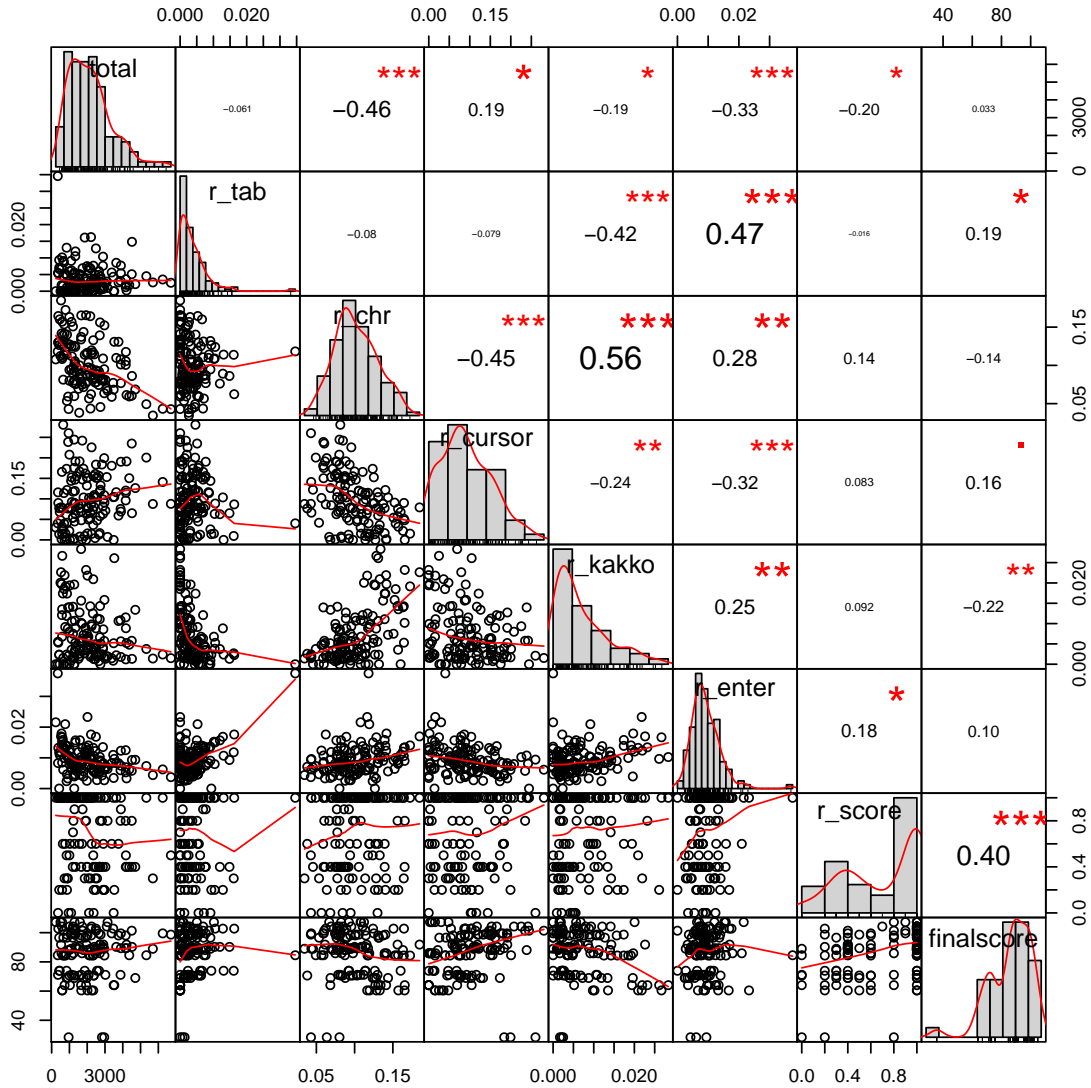 0.000 0.020 0.00 0.15 0.00 0.02 40 80
total *** * * *** *
−0.061 −0.46 0.19 −0.19 −0.33 −0.20 0.033
0 3000
r_tab *** *** *
−0.08 −0.079 −0.42 0.47 −0.016 0.19
0.000 0.020
r_chr *** *** **
−0.45 0.56 0.28 0.14 −0.14
0.05 0.15
r_cursor ** ***
−0.24 −0.32 0.083 0.16
0.00 0.15
r_kakko ** **
0.25 0.092 −0.22
0.000 0.020
r_enter *
0.18 0.10
0.00 0.02
r_score ***
0.40
0.0 0.4 0.8
finalscore
40 80
0 3000 0.05 0.15 0.000 0.020 0.0 0.4 0.8